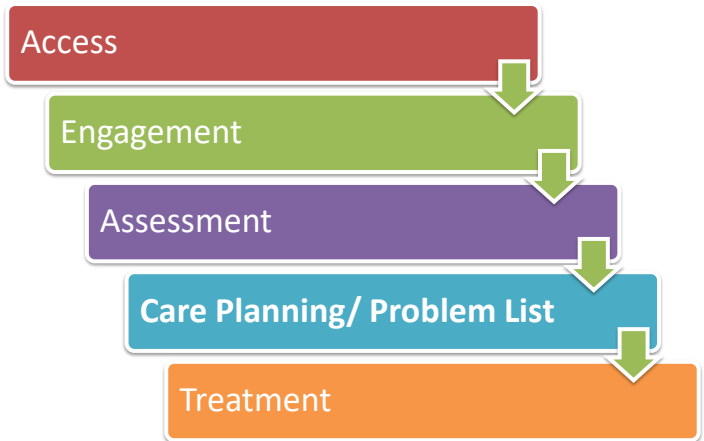 Access
Engagement
Assessment
Care Planning/ Problem List
Treatment